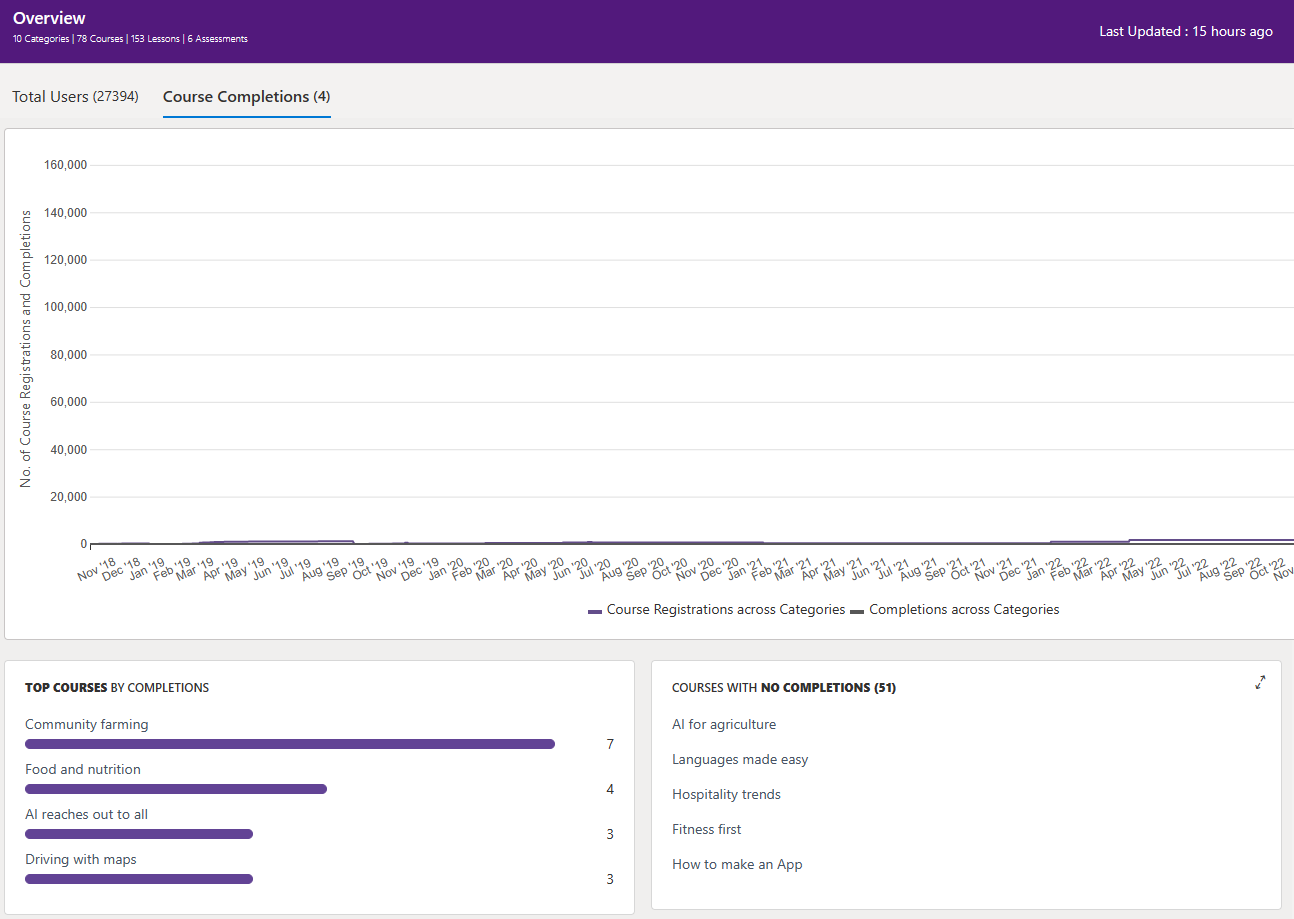 Overview
10 Categories | 78 Courses | 153 Lessons | 6 Assessments
Last Updated : 15 hours ago
Total Users (27394)
Course Completions (4)
No. of Course Registrations and Completions
160,000
140,000
120,000
100,000
80,000
60,000
40,000
20,000
0
Nov '18 Dec '18 Jan '19 Feb '19 Mar '19 Apr '19 May '19 Jun '19 Jul '19 Aug '19 Sep '19 Oct '19 Nov '19 Dec '19 Jan '20 Feb '20 Mar '20 Apr '20 May '20 Jun '20 Jul '20 Aug '20 Sep '20 Oct '20 Nov '20 Dec '20 Jan '21 Feb '21 Mar '21 Apr '21 May '21 Jun '21 Jul '21 Aug '21 Sep '21 Oct '21 Nov '21 Dec '21 Jan '22 Feb '22 Mar '22 Apr '22 May '22 Jun '22 Jul '22 Aug '22 Sep '22 Oct '22 Nov
Course Registrations across Categories
Completions across Categories
TOP COURSES BY COMPLETIONS
Community farming
7
Food and nutrition
4
AI reaches out to all
3
Driving with maps
3
COURSES WITH NO COMPLETIONS (51)
AI for agriculture
Languages made easy
Hospitality trends
Fitness first
How to make an App